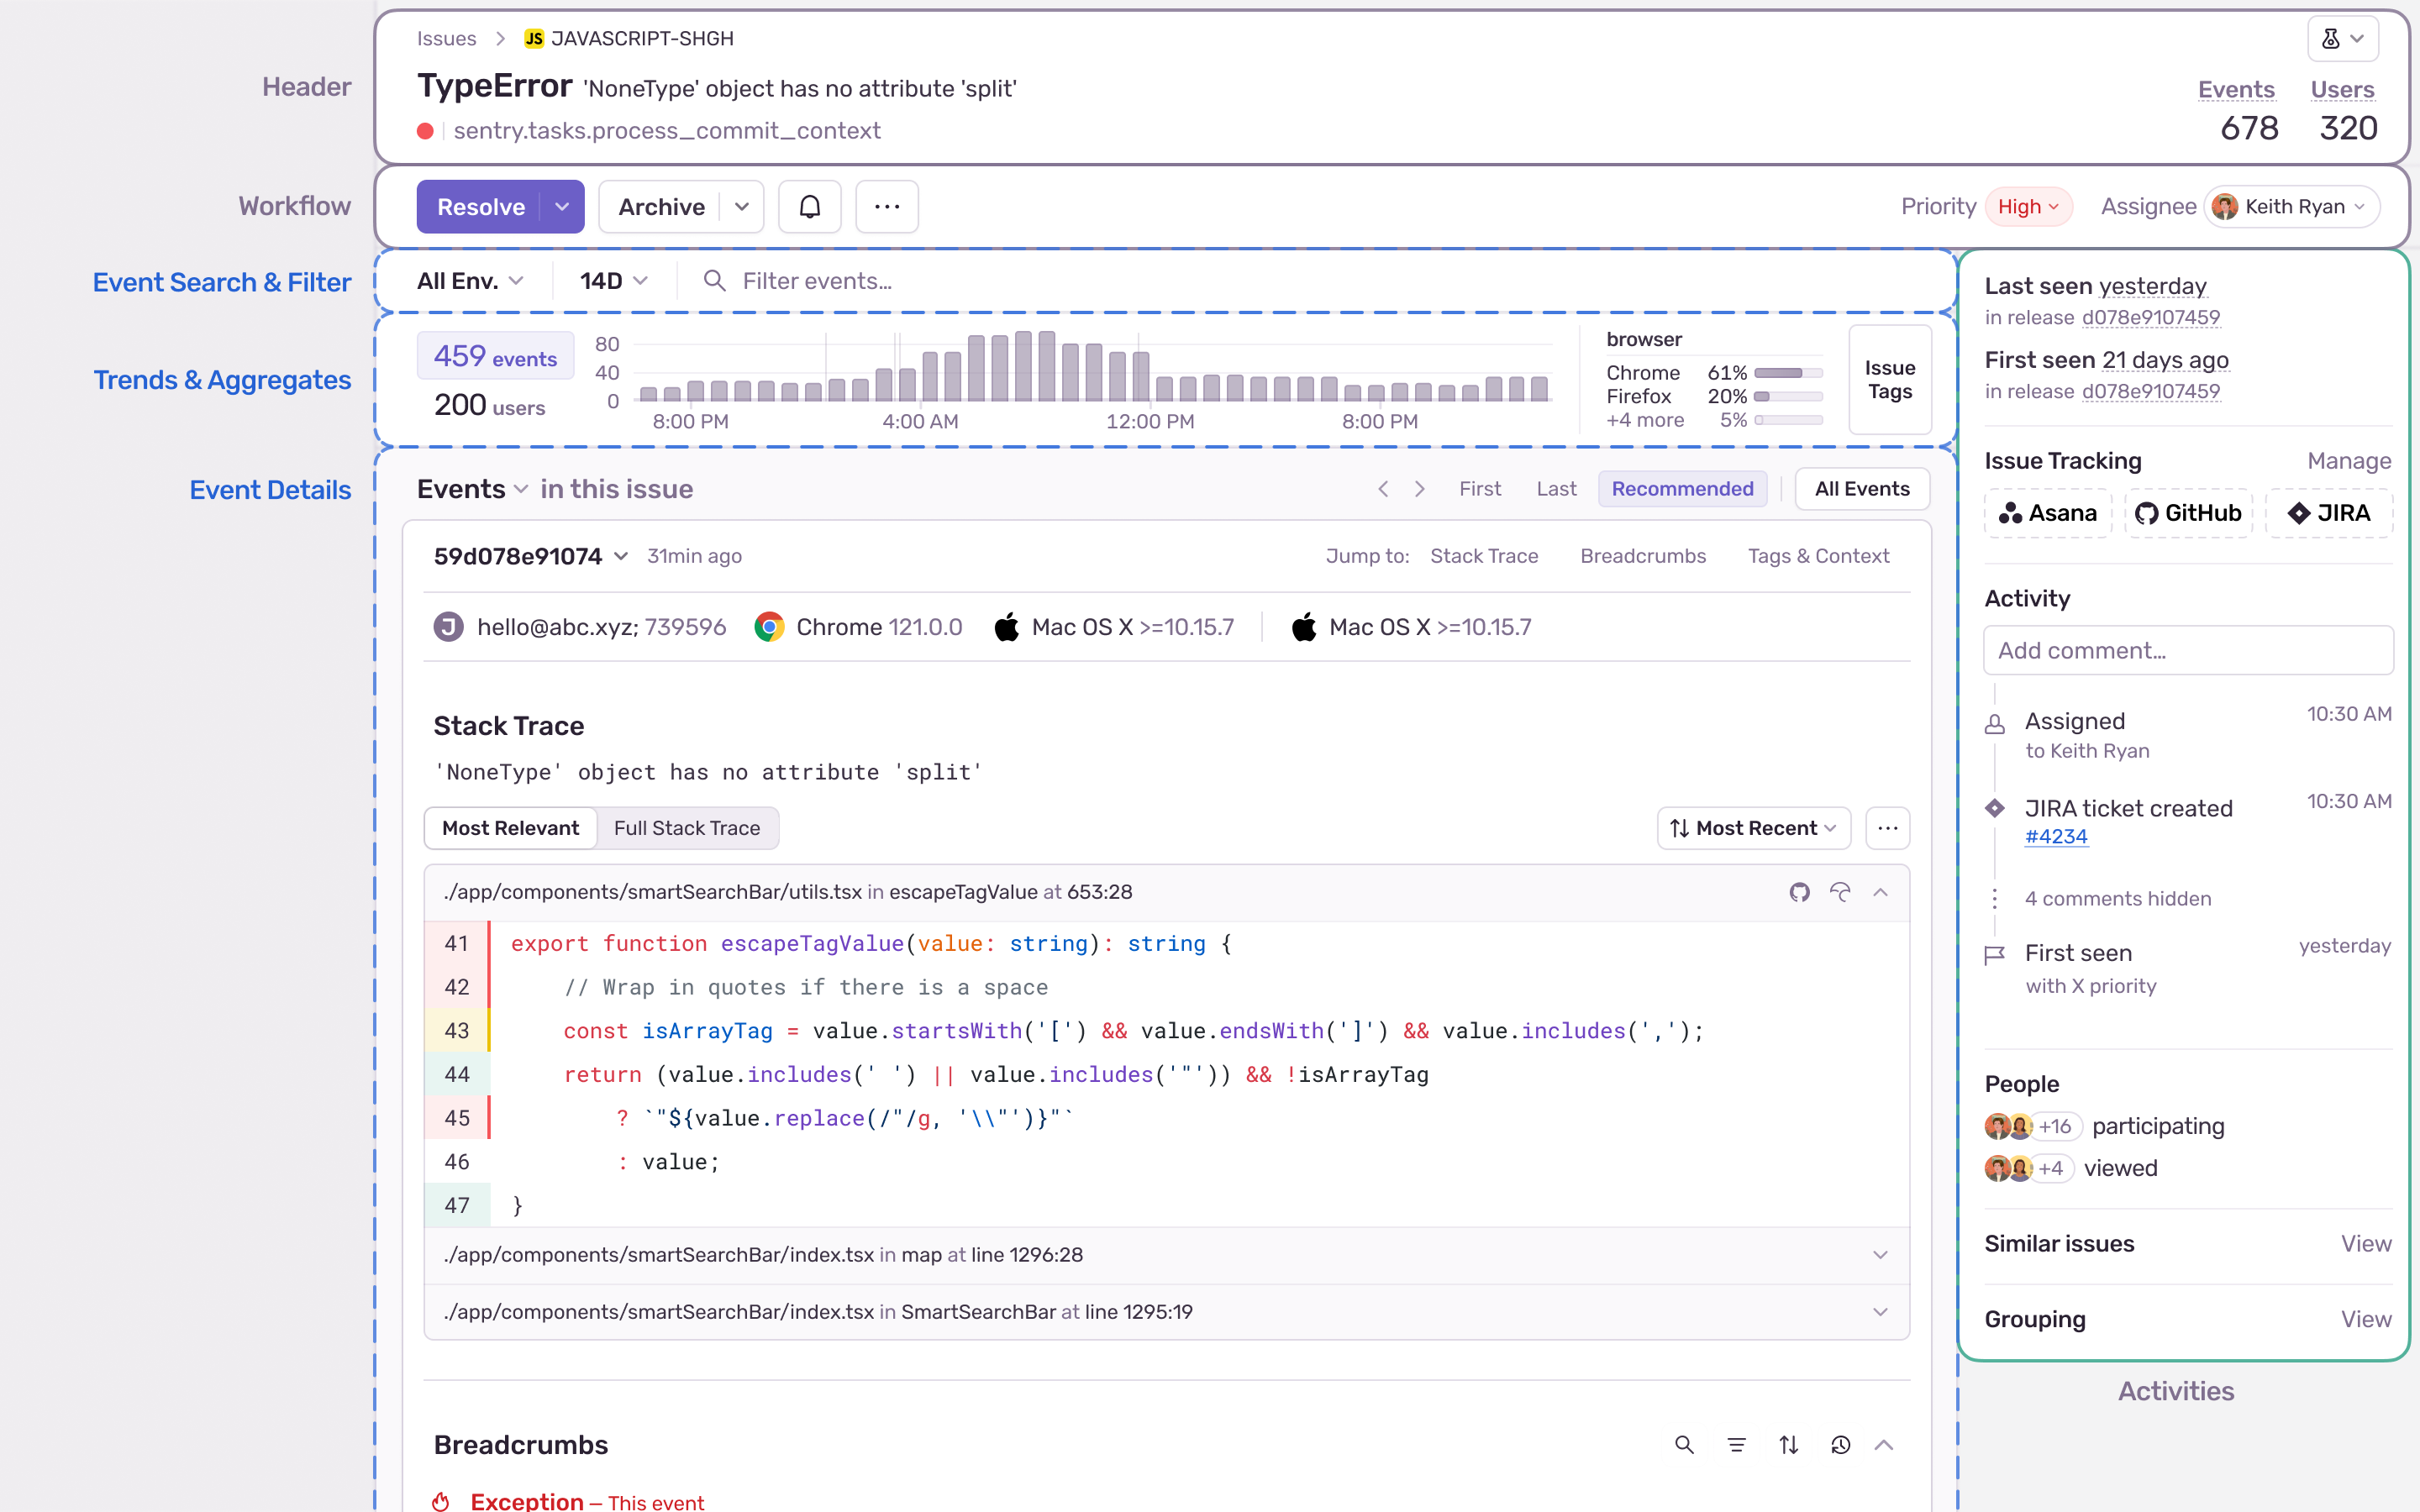 Header
Issues > JS JAVASCRIPT-SHGH
TypeError 'NoneType' object has no attribute 'split'
sentry.tasks.process_commit_context
Events Users
678 320
Workflow
Resolve Archive ... Priority High Assignee Keith Ryan
Event Search & Filter
All Env. 14D Filter events...
Trends & Aggregates
459 events
200 users
80
40
0
8:00 PM 4:00 AM 12:00 PM 8:00 PM
browser
Chrome 61%
Firefox 20%
+4 more 5%
Issue
Tags
Event Details
Events in this issue First Last Recommended All Events
59d078e91074 31min ago Jump to: Stack Trace Breadcrumbs Tags & Context
J hello@abc.xyz; 739596 Chrome 121.0.0 Mac OS X >=10.15.7 Mac OS X >=10.15.7
Stack Trace
'NoneType' object has no attribute 'split'
Most Relevant Full Stack Trace Most Recent ...
./app/components/smartSearchBar/utils.tsx in escapeTagValue at 653:28
41 export function escapeTagValue(value: string): string {
42 // Wrap in quotes if there is a space
43 const isArrayTag = value.startsWith('[') && value.endsWith(']') && value.includes(',');
44 return (value.includes(' ') || value.includes('"')) && !isArrayTag
45 ? `"${value.replace(/"/g, '\\"')}"`
46 : value;
47 }
./app/components/smartSearchBar/index.tsx in map at line 1296:28
./app/components/smartSearchBar/index.tsx in SmartSearchBar at line 1295:19
Breadcrumbs
Exception – This event
Last seen yesterday
in release d078e9107459
First seen 21 days ago
in release d078e9107459
Issue Tracking Manage
Asana GitHub JIRA
Activity
Add comment...
Assigned 10:30 AM
to Keith Ryan
JIRA ticket created 10:30 AM
#4234
4 comments hidden
First seen yesterday
with X priority
People
+16 participating
+4 viewed
Similar issues View
Grouping View
Activities